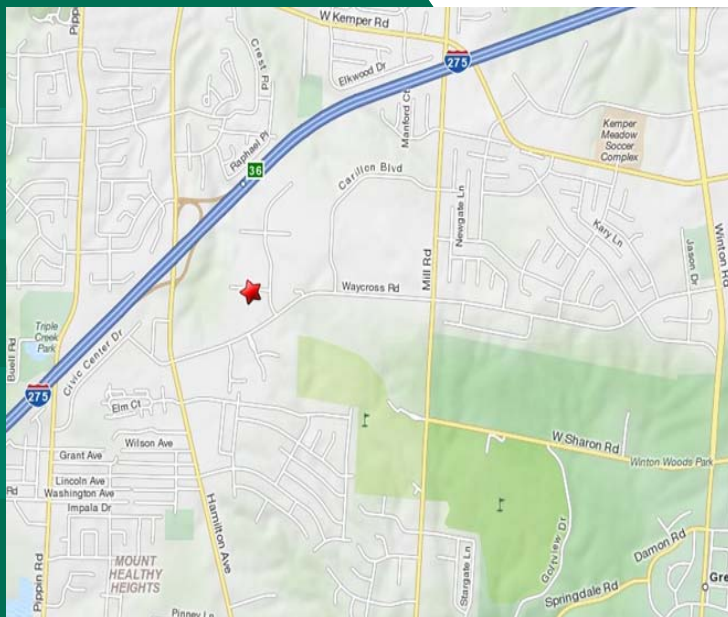 Pippin
W Kemper Rd
Crest Rd
Elkwood Dr
275
Manford Ct
Kemper
Meadow
Soccer
Complex
Raphael Pl
36
Carillon Blvd
Newgate Ln
Kary Ln
Winton Rd
Jason Dr
Mill Rd
Waycross Rd
Triple
Creek
Park
Buell Rd
Civic Center Dr
275
Elm Ct
Wilson Ave
W Sharon Rd
Grant Ave
Winton Woods Park
Lincoln Ave
Rd
Washington Ave
Impala Dr
Hamilton Ave
Golfview Dr
Damon Rd
Stargate Ln
MOUNT
HEALTHY
HEIGHTS
Pippin Rd
Springdale Rd
Gre
Pinney Ln